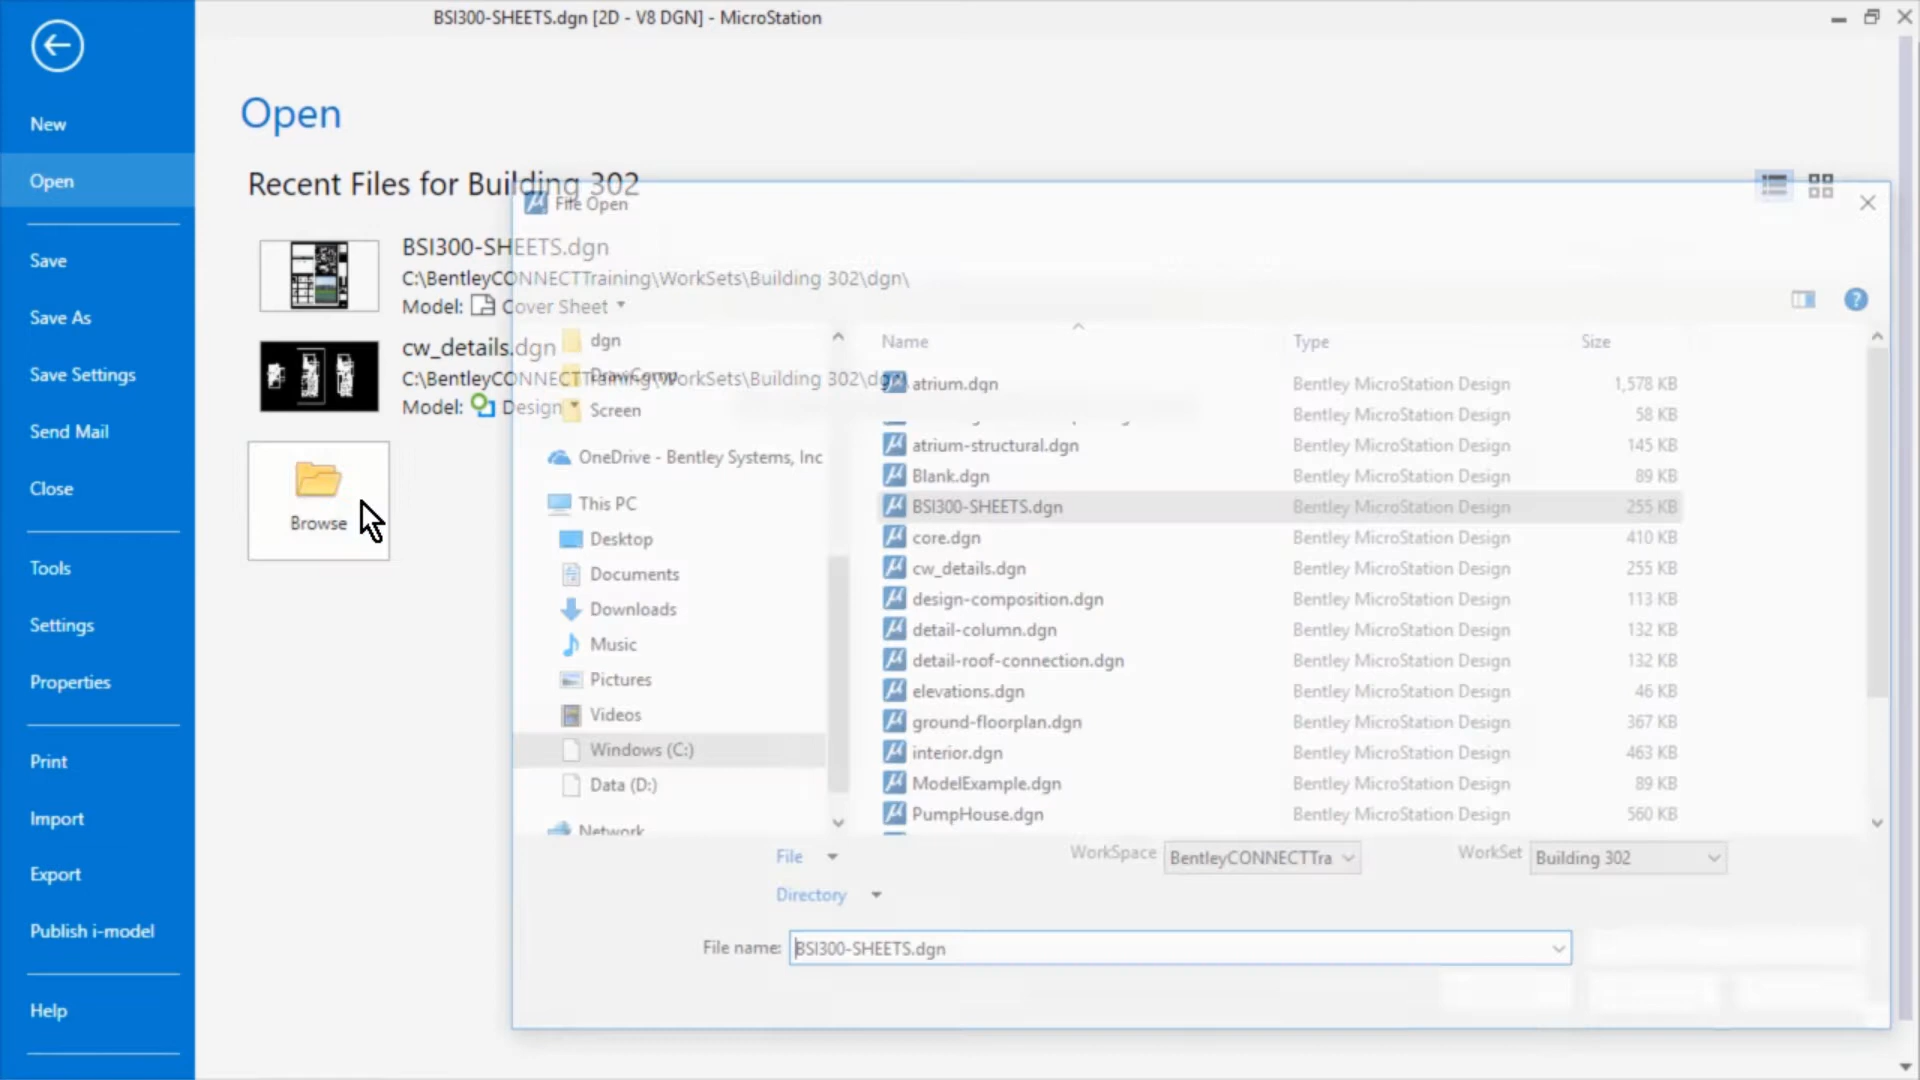 BSI300-SHEETS.dgn [2D - V8 DGN] - MicroStation
New
Open
Save
Save As
Save Settings
Send Mail
Close
Tools
Settings
Properties
Print
Import
Export
Publish i-model
Help
Open
Recent Files for Building 302
BSI300-SHEETS.dgn
C:\BentleyCONNECTTraining\WorkSets\Building 302\dgn\
Model: Cover Sheet
cw_details.dgn
C:\BentleyCONNECTTraining\WorkSets\Building 302\dgn\
Model: Design
Browse
File Open
dgn
DrawComp
Screen
OneDrive - Bentley Systems, Inc
This PC
Desktop
Documents
Downloads
Music
Pictures
Videos
Windows (C:)
Data (D:)
Network
Name Type Size
atrium.dgn Bentley MicroStation Design 1,578 KB
Bentley MicroStation Design 58 KB
atrium-structural.dgn Bentley MicroStation Design 145 KB
Blank.dgn Bentley MicroStation Design 89 KB
BSI300-SHEETS.dgn Bentley MicroStation Design 255 KB
core.dgn Bentley MicroStation Design 410 KB
cw_details.dgn Bentley MicroStation Design 255 KB
design-composition.dgn Bentley MicroStation Design 113 KB
detail-column.dgn Bentley MicroStation Design 132 KB
detail-roof-connection.dgn Bentley MicroStation Design 132 KB
elevations.dgn Bentley MicroStation Design 46 KB
ground-floorplan.dgn Bentley MicroStation Design 367 KB
interior.dgn Bentley MicroStation Design 463 KB
ModelExample.dgn Bentley MicroStation Design 89 KB
PumpHouse.dgn Bentley MicroStation Design 560 KB
File WorkSpace BentleyCONNECTTra WorkSet Building 302
Directory
File name: BSI300-SHEETS.dgn